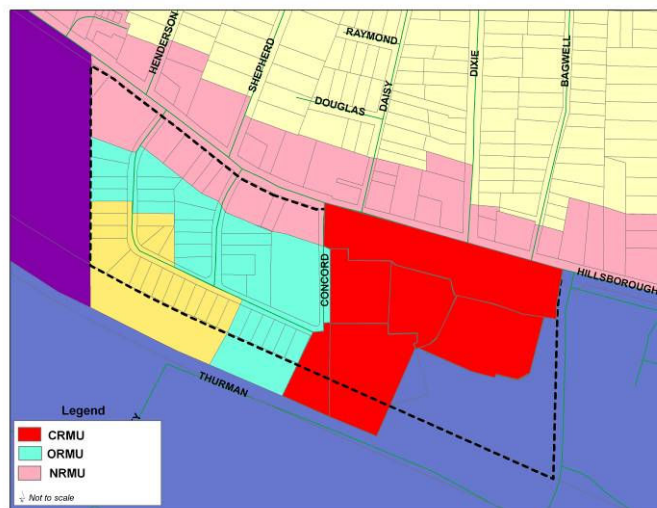 HENDERSON
SHEPHERD
RAYMOND
DOUGLAS
DAISY
DIXIE
BAGWELL
CONCORD
HILLSBOROUGH
THURMAN
Legend
CRMU
ORMU
NRMU
Not to scale